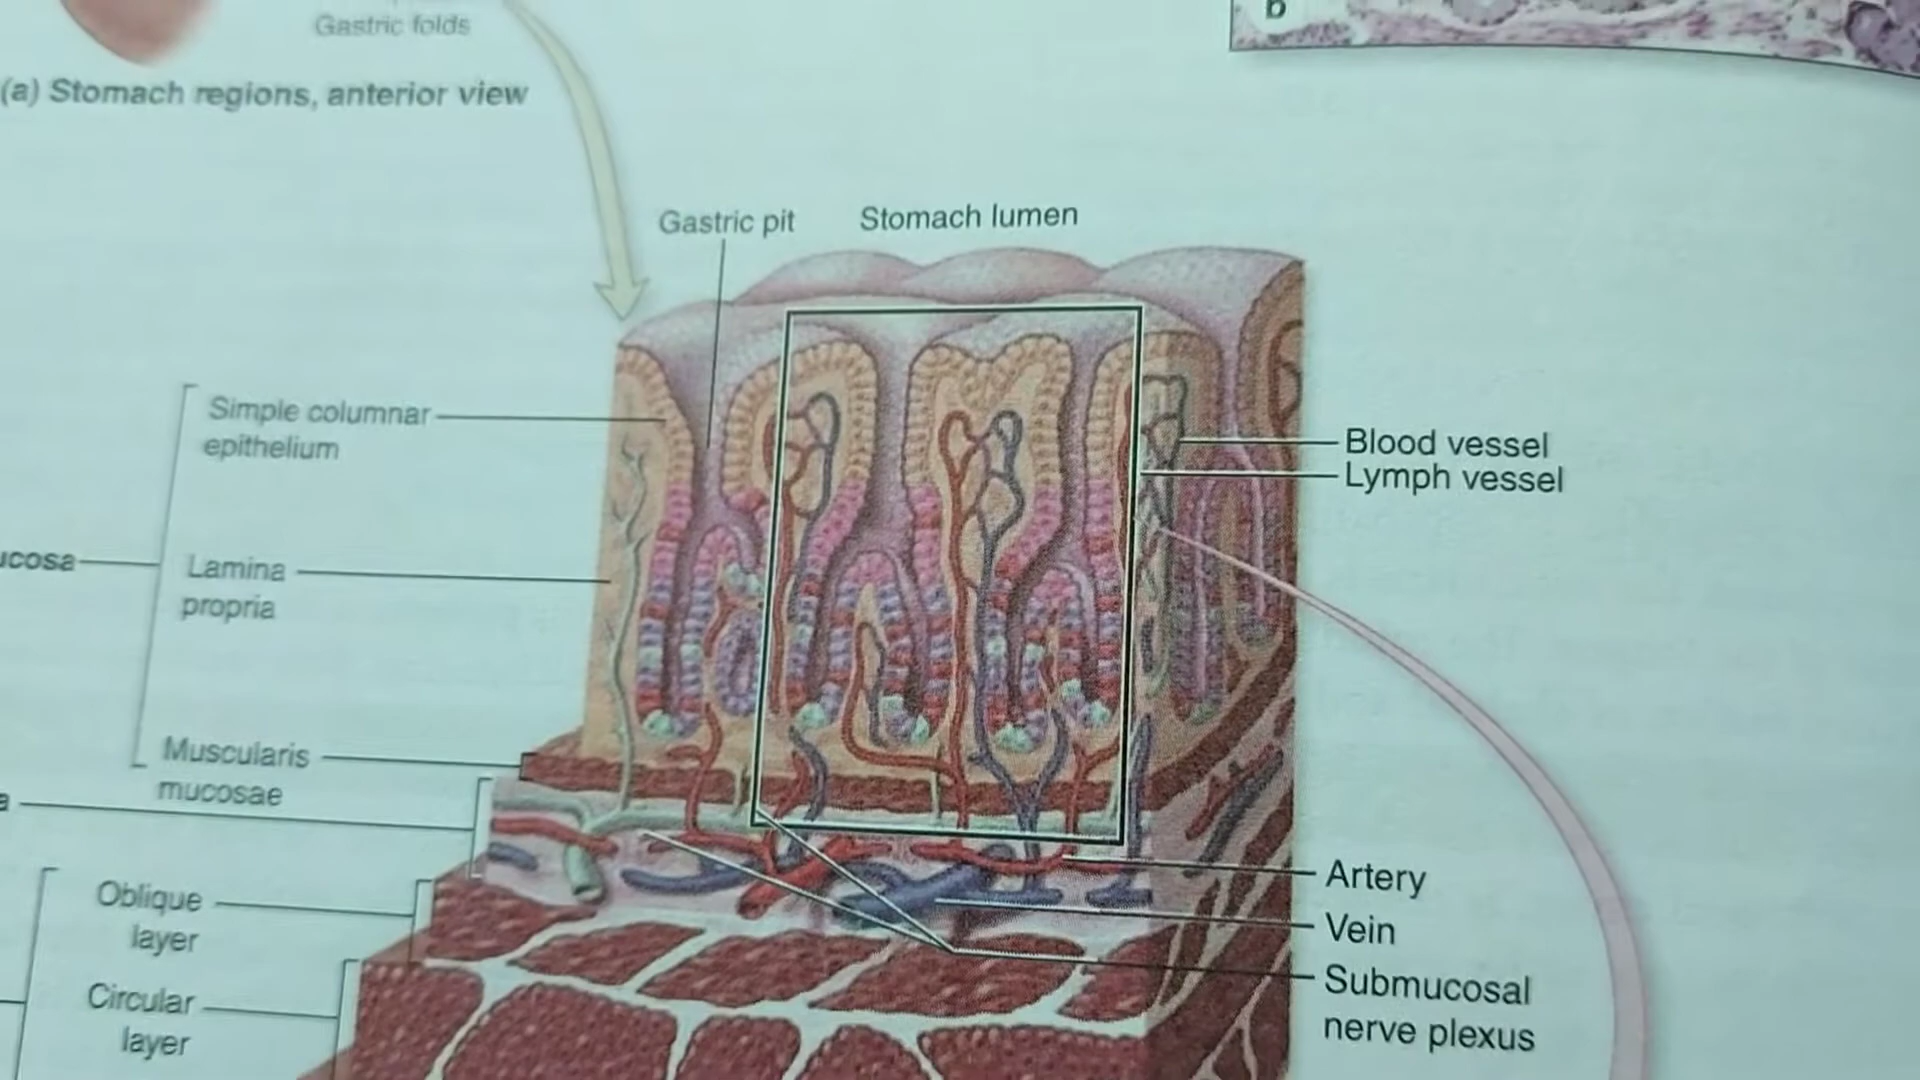 Gastric folds
b
(a) Stomach regions, anterior view
Gastric pit
Stomach lumen
Simple columnar
epithelium
Blood vessel
Lymph vessel
ucosa
Lamina
propria
Muscularis
mucosae
a
Oblique
layer
Artery
Vein
Circular
layer
Submucosal
nerve plexus